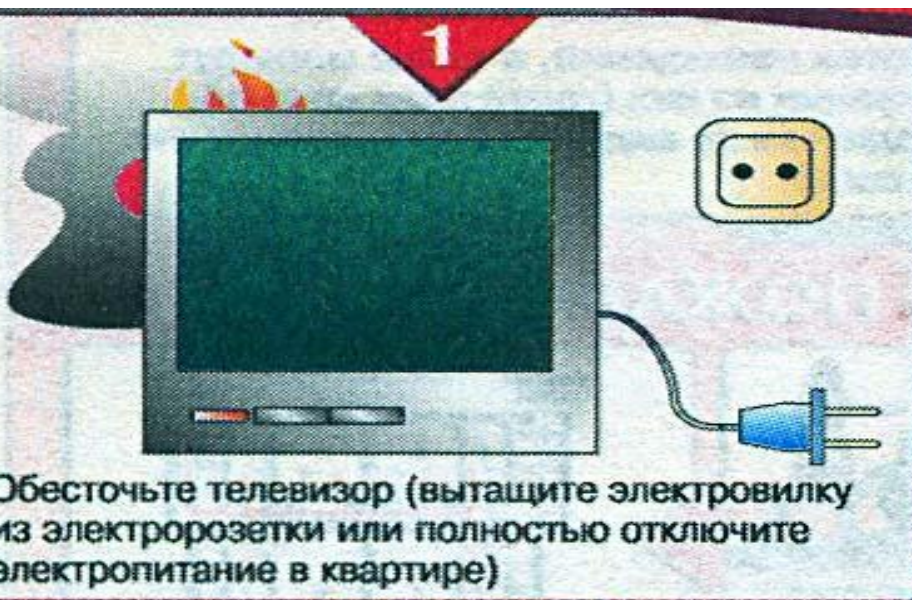 1
Обесточьте телевизор (вытащите электровилку
из электророзетки или полностью отключите
электропитание в квартире)